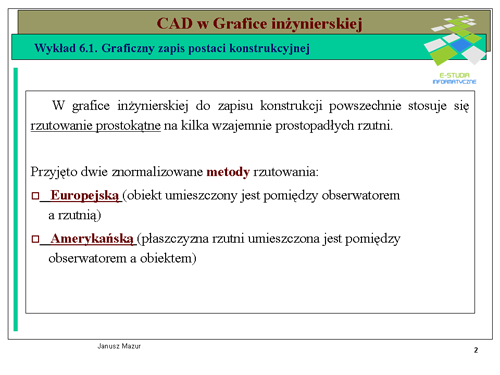 CAD w Grafice inżynierskiej
Wykład 6.1. Graficzny zapis postaci konstrukcyjnej
E-STUDIA
INFORMATYCZNE
W grafice inżynierskiej do zapisu konstrukcji powszechnie stosuje się
rzutowanie prostokątne na kilka wzajemnie prostopadłych rzutni.
Przyjęto dwie znormalizowane metody rzutowania:
Europejską (obiekt umieszczony jest pomiędzy obserwatorem
a rzutnią)
Amerykańską (płaszczyzna rzutni umieszczona jest pomiędzy
obserwatorem a obiektem)
Janusz Mazur
2